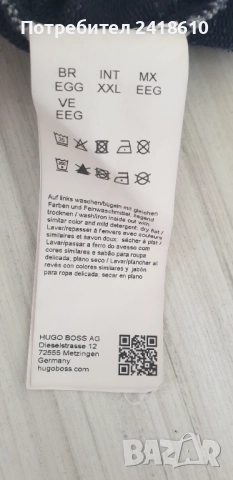 Потребител 2418610
BR INT MX
EGG XXL EEG
VE
EEG
Auf links waschen/bügeln mit gleichen
Farben und Feinwaschmittel, liegend
trocknen / wash/iron inside out with
similar color and mild detergent; dry flat /
Laver/repasser à l'envers avec couleurs
similaires et savon doux; sécher à plat /
Lavar/passar a ferro do avesso com
cores similares e sabão para roupa
delicada; plano seco / Lavar/planchar al
revés con colores similares y jabón
para ropa delicada; secar en plano
HUGO BOSS AG
Dieselstrasse 12
72555 Metzingen
Germany
hugoboss.com
BAZAR